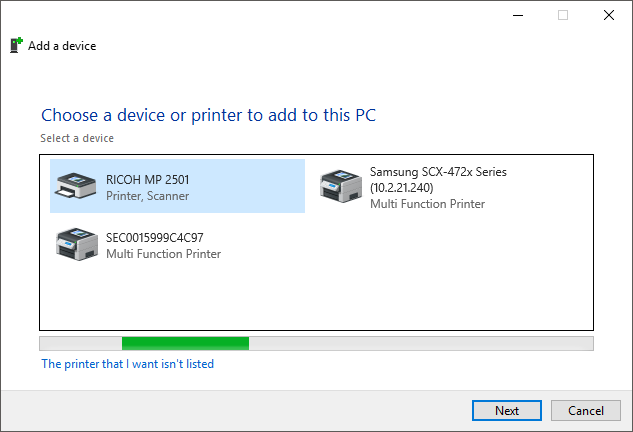 Add a device
Choose a device or printer to add to this PC
Select a device
RICOH MP 2501
Printer, Scanner
Samsung SCX-472x Series
(10.2.21.240)
Multi Function Printer
SEC0015999C4C97
Multi Function Printer
The printer that I want isn't listed
Next
Cancel